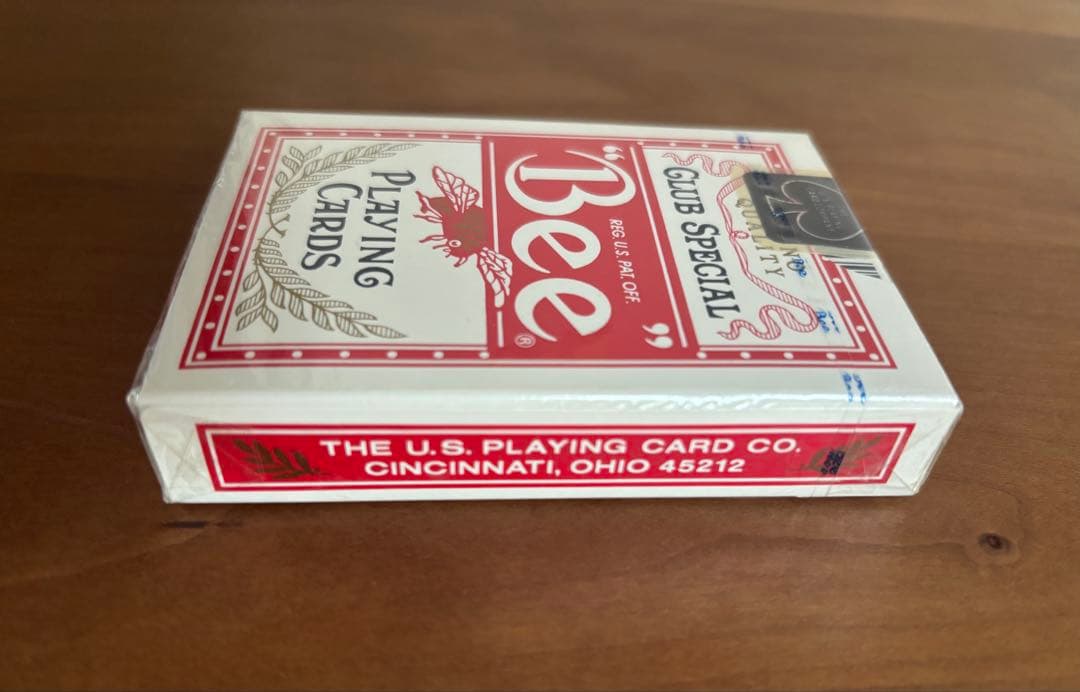 CLUB SPECIAL
QUALITY
REG. U.S. PAT. OFF.
"Bee"®
PLAYING
CARDS
THE U.S. PLAYING CARD CO.
CINCINNATI, OHIO 45212